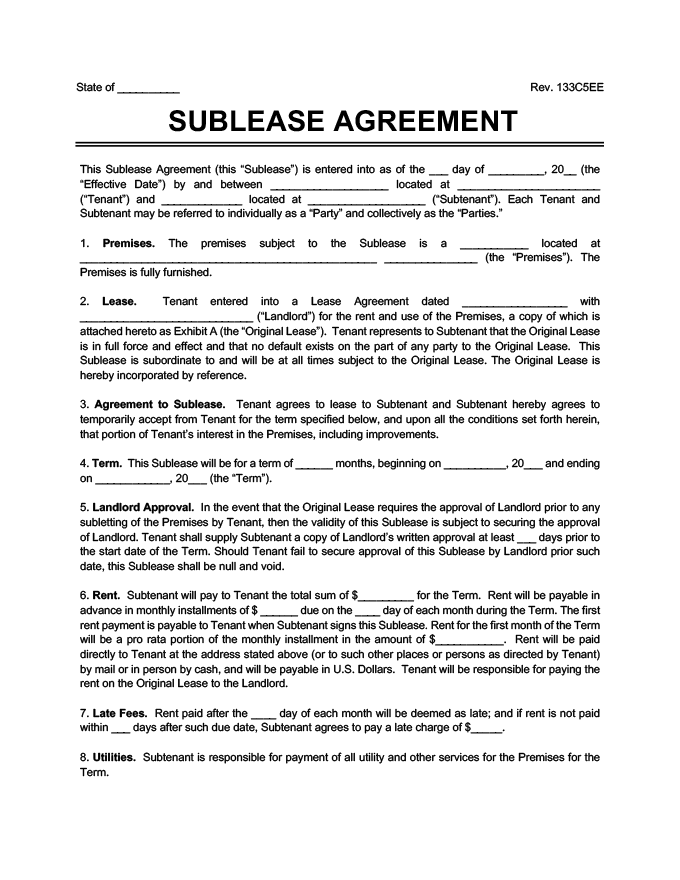 State of __________ Rev. 133C5EE
SUBLEASE AGREEMENT
This Sublease Agreement (this “Sublease”) is entered into as of the ___ day of _________, 20__ (the
“Effective Date”) by and between ___________________ located at _______________________
(“Tenant”) and _____________ located at ___________________ (“Subtenant”). Each Tenant and
Subtenant may be referred to individually as a “Party” and collectively as the “Parties.”
1. Premises. The premises subject to the Sublease is a ___________ located at
________________________________________________ _______________ (the “Premises”). The
Premises is fully furnished.
2. Lease. Tenant entered into a Lease Agreement dated _________________ with
____________________________ (“Landlord”) for the rent and use of the Premises, a copy of which is
attached hereto as Exhibit A (the “Original Lease”). Tenant represents to Subtenant that the Original Lease
is in full force and effect and that no default exists on the part of any party to the Original Lease. This
Sublease is subordinate to and will be at all times subject to the Original Lease. The Original Lease is
hereby incorporated by reference.
3. Agreement to Sublease. Tenant agrees to lease to Subtenant and Subtenant hereby agrees to
temporarily accept from Tenant for the term specified below, and upon all the conditions set forth herein,
that portion of Tenant’s interest in the Premises, including improvements.
4. Term. This Sublease will be for a term of ______ months, beginning on __________, 20___ and ending
on ____________, 20___ (the “Term”).
5. Landlord Approval. In the event that the Original Lease requires the approval of Landlord prior to any
subletting of the Premises by Tenant, then the validity of this Sublease is subject to securing the approval
of Landlord. Tenant shall supply Subtenant a copy of Landlord’s written approval at least ___ days prior to
the start date of the Term. Should Tenant fail to secure approval of this Sublease by Landlord prior such
date, this Sublease shall be null and void.
6. Rent. Subtenant will pay to Tenant the total sum of $_________ for the Term. Rent will be payable in
advance in monthly installments of $ ______ due on the ____ day of each month during the Term. The first
rent payment is payable to Tenant when Subtenant signs this Sublease. Rent for the first month of the Term
will be a pro rata portion of the monthly installment in the amount of $___________. Rent will be paid
directly to Tenant at the address stated above (or to such other places or persons as directed by Tenant)
by mail or in person by cash, and will be payable in U.S. Dollars. Tenant will be responsible for paying the
rent on the Original Lease to the Landlord.
7. Late Fees. Rent paid after the ____ day of each month will be deemed as late; and if rent is not paid
within ___ days after such due date, Subtenant agrees to pay a late charge of $_____.
8. Utilities. Subtenant is responsible for payment of all utility and other services for the Premises for the
Term.